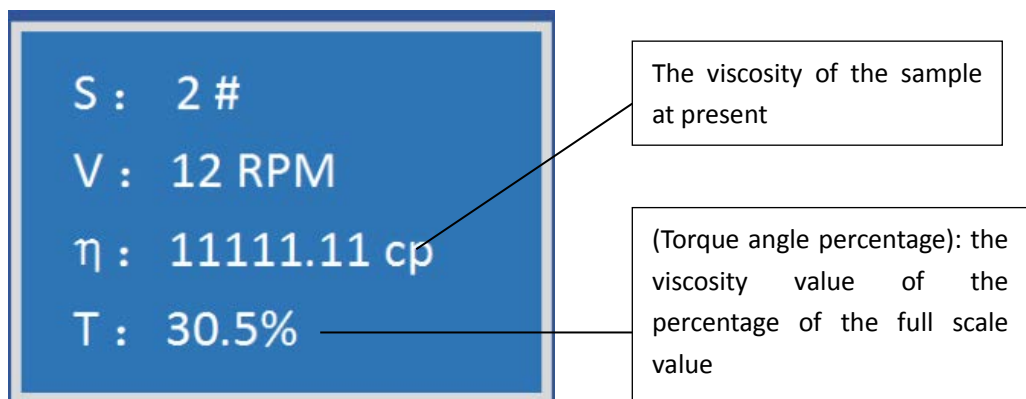 S： 2 #
V： 12 RPM
η： 11111.11 cp
T： 30.5%
The viscosity of the sample
at present
(Torque angle percentage): the
viscosity value of the
percentage of the full scale
value